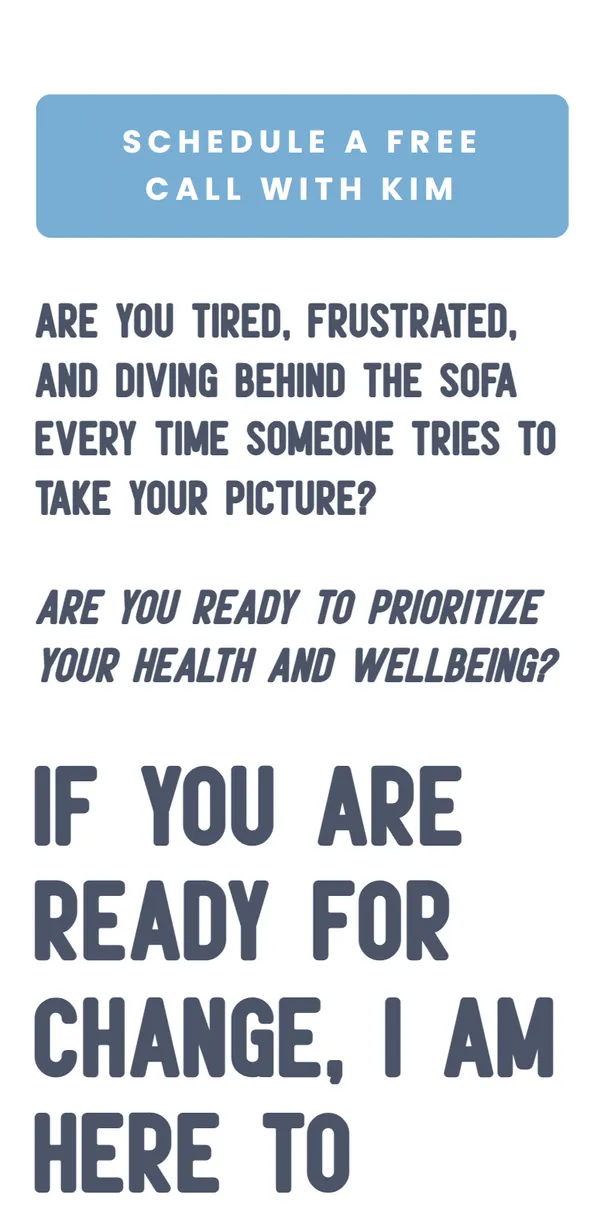 SCHEDULE A FREE
CALL WITH KIM
ARE YOU TIRED, FRUSTRATED,
AND DIVING BEHIND THE SOFA
EVERY TIME SOMEONE TRIES TO
TAKE YOUR PICTURE?
ARE YOU READY TO PRIORITIZE
YOUR HEALTH AND WELLBEING?
IF YOU ARE
READY FOR
CHANGE, I AM
HERE TO